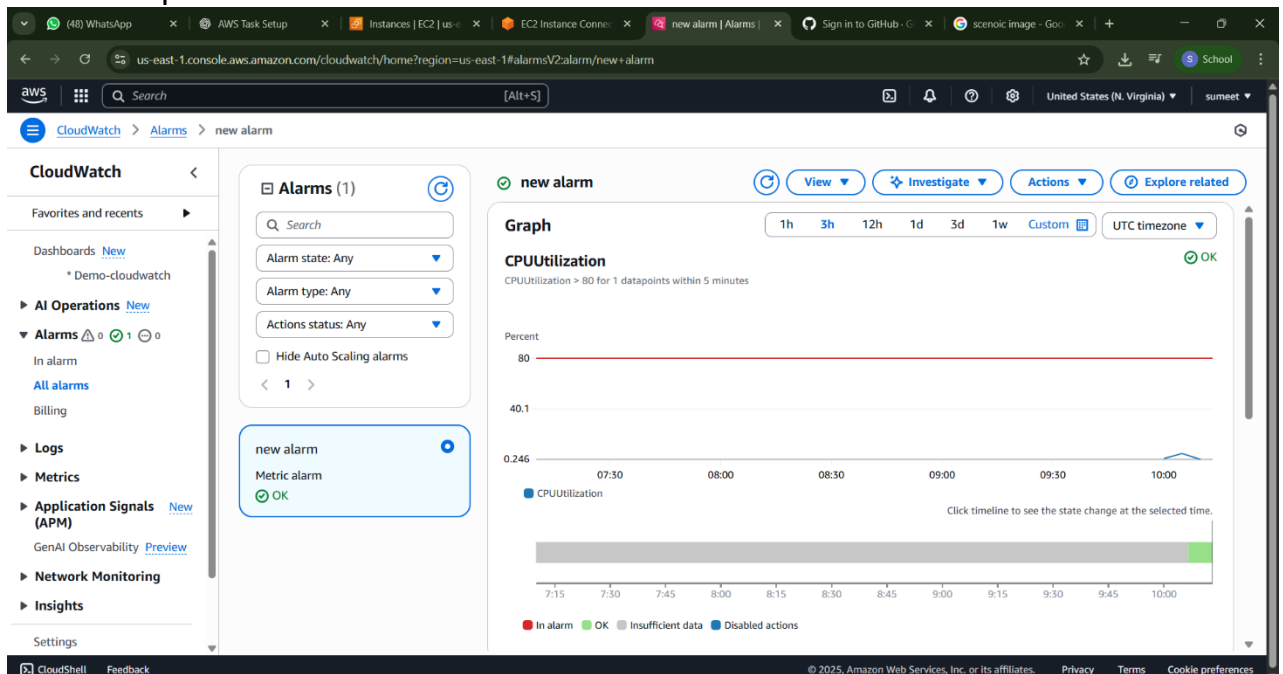 (48) WhatsApp
AWS Task Setup
Instances | EC2 | us-e
EC2 Instance Connec
new alarm | Alarms |
Sign in to GitHub · G
scenoic image - Goo
us-east-1.console.aws.amazon.com/cloudwatch/home?region=us-east-1#alarmsV2:alarm/new+alarm
School
aws
Search
[Alt+S]
United States (N. Virginia)
sumeet
CloudWatch > Alarms > new alarm
CloudWatch
Favorites and recents
Dashboards New
* Demo-cloudwatch
AI Operations New
Alarms 0 1 0
In alarm
All alarms
Billing
Logs
Metrics
Application Signals New
(APM)
GenAI Observability Preview
Network Monitoring
Insights
Settings
Alarms (1)
Search
Alarm state: Any
Alarm type: Any
Actions status: Any
Hide Auto Scaling alarms
< 1 >
new alarm
Metric alarm
OK
new alarm
View
Investigate
Actions
Explore related
Graph
1h 3h 12h 1d 3d 1w Custom
UTC timezone
CPUUtilization
OK
CPUUtilization > 80 for 1 datapoints within 5 minutes
Percent
80
40.1
0.246
07:30 08:00 08:30 09:00 09:30 10:00
CPUUtilization
Click timeline to see the state change at the selected time.
7:15 7:30 7:45 8:00 8:15 8:30 8:45 9:00 9:15 9:30 9:45 10:00
In alarm OK Insufficient data Disabled actions
CloudShell Feedback
© 2025, Amazon Web Services, Inc. or its affiliates. Privacy Terms Cookie preferences